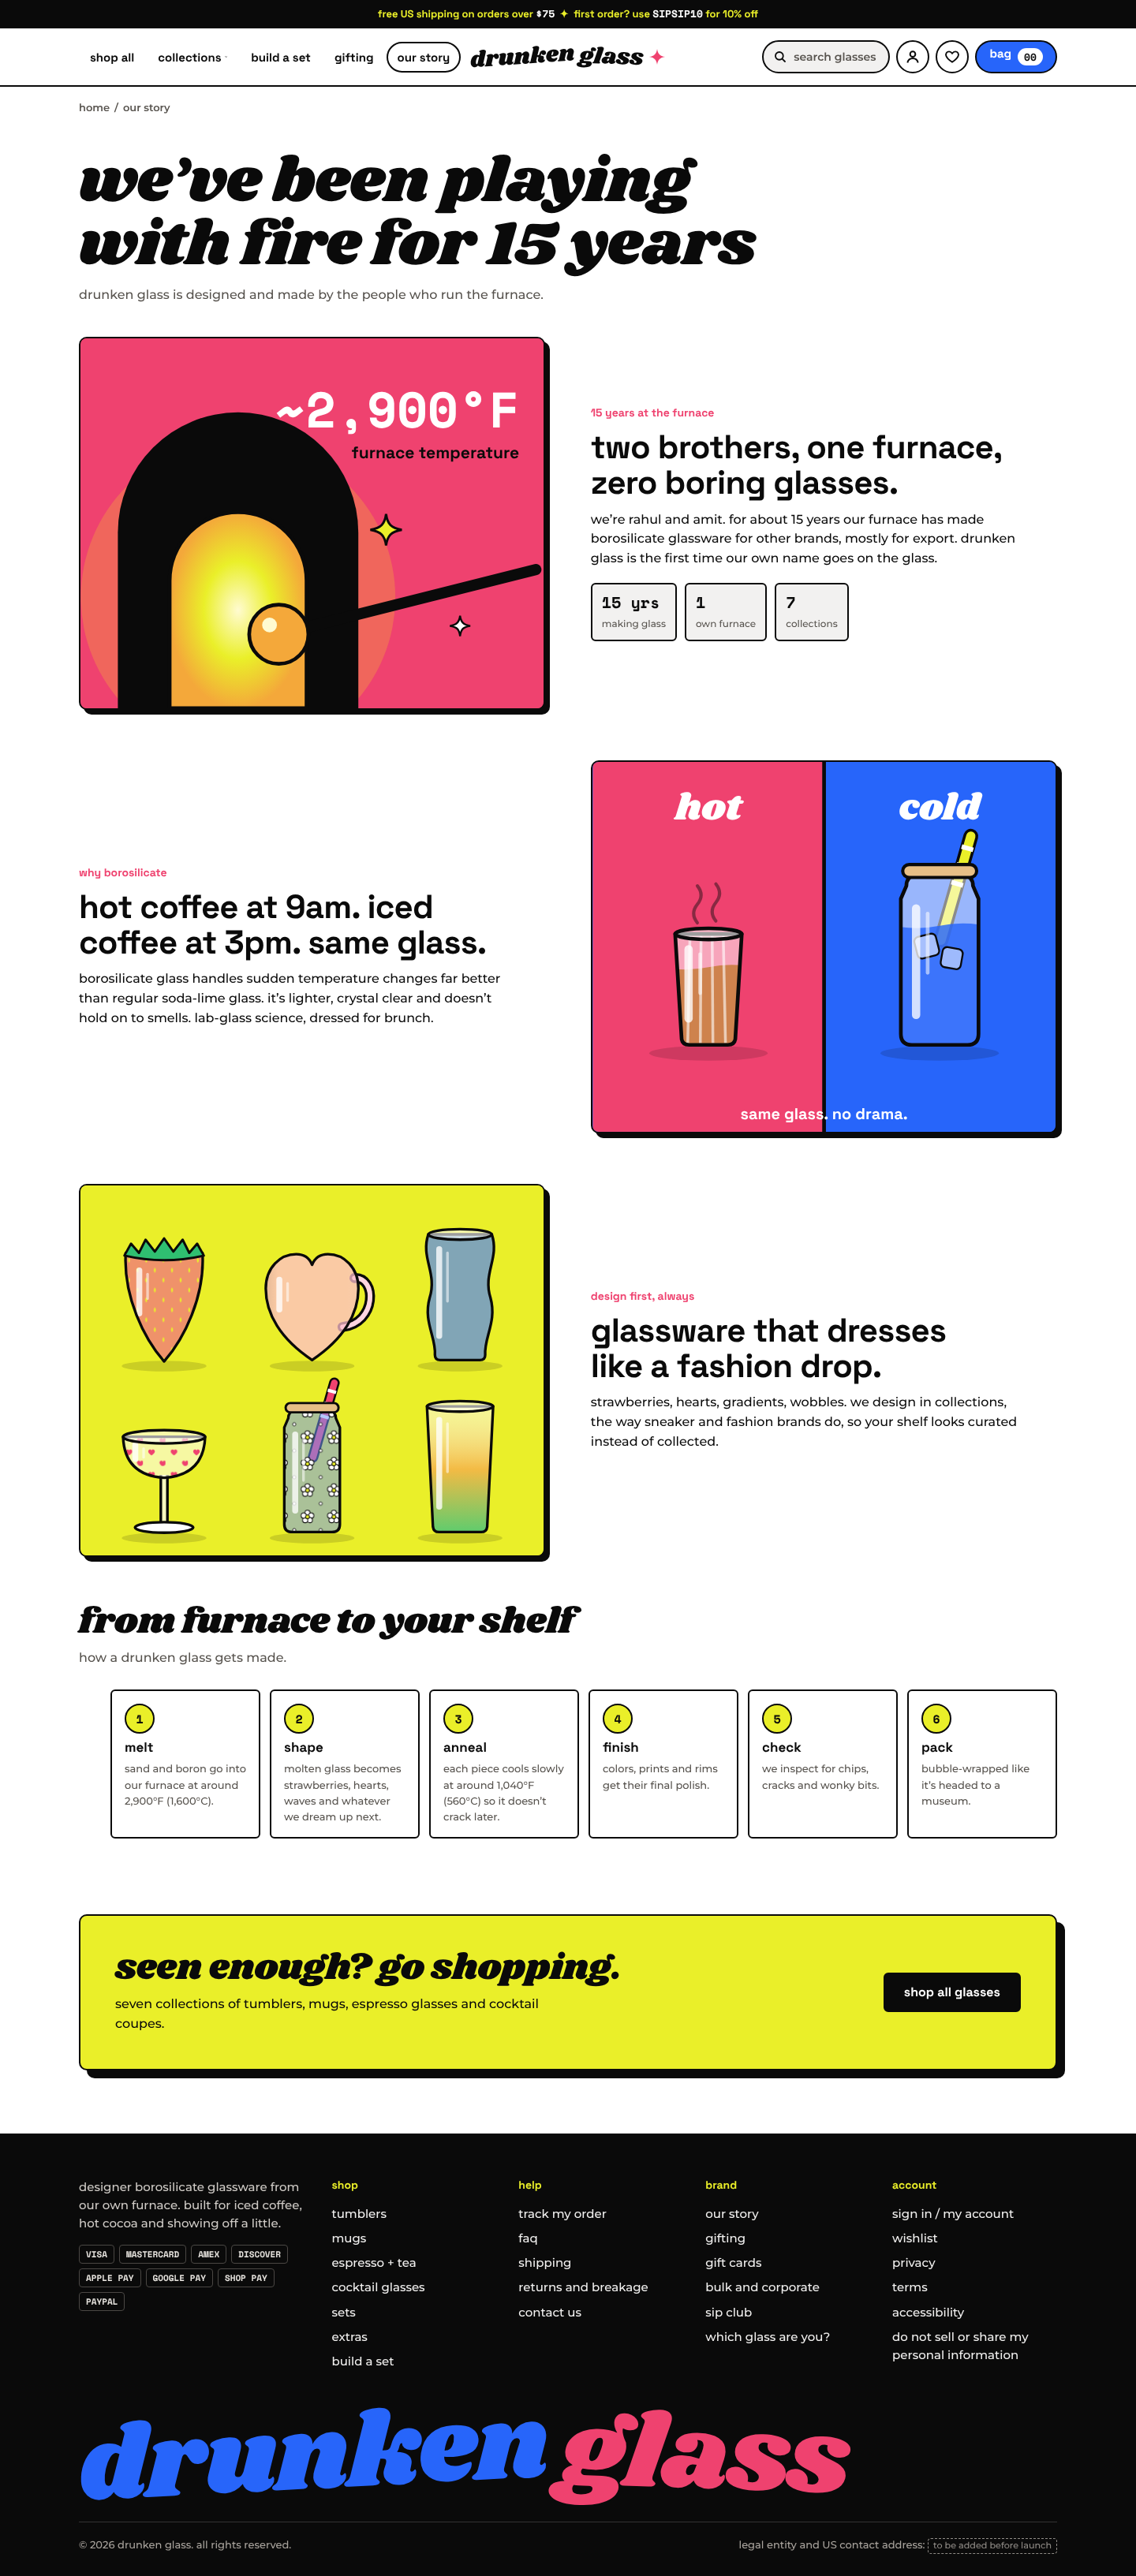 free US shipping on orders over $75 ✦ first order? use SIPSIP10 for 10% off
shop all
collections
build a set
gifting
our story
drunken glass ✦
search glasses
bag 00
home / our story
we’ve been playing
with fire for 15 years
drunken glass is designed and made by the people who run the furnace.
~2,900°F
furnace temperature
15 years at the furnace
two brothers, one furnace,
zero boring glasses.
we’re rahul and amit. for about 15 years our furnace has made
borosilicate glassware for other brands, mostly for export. drunken
glass is the first time our own name goes on the glass.
15 yrs
making glass
1
own furnace
7
collections
why borosilicate
hot coffee at 9am. iced
coffee at 3pm. same glass.
borosilicate glass handles sudden temperature changes far better
than regular soda-lime glass. it’s lighter, crystal clear and doesn’t
hold on to smells. lab-glass science, dressed for brunch.
hot
cold
same glass. no drama.
design first, always
glassware that dresses
like a fashion drop.
strawberries, hearts, gradients, wobbles. we design in collections,
the way sneaker and fashion brands do, so your shelf looks curated
instead of collected.
from furnace to your shelf
how a drunken glass gets made.
1
melt
sand and boron go into
our furnace at around
2,900°F (1,600°C).
2
shape
molten glass becomes
strawberries, hearts,
waves and whatever
we dream up next.
3
anneal
each piece cools slowly
at around 1,040°F
(560°C) so it doesn’t
crack later.
4
finish
colors, prints and rims
get their final polish.
5
check
we inspect for chips,
cracks and wonky bits.
6
pack
bubble-wrapped like
it’s headed to a
museum.
seen enough? go shopping.
seven collections of tumblers, mugs, espresso glasses and cocktail
coupes.
shop all glasses
designer borosilicate glassware from
our own furnace. built for iced coffee,
hot cocoa and showing off a little.
VISA
MASTERCARD
AMEX
DISCOVER
APPLE PAY
GOOGLE PAY
SHOP PAY
PAYPAL
shop
tumblers
mugs
espresso + tea
cocktail glasses
sets
extras
build a set
help
track my order
faq
shipping
returns and breakage
contact us
brand
our story
gifting
gift cards
bulk and corporate
sip club
which glass are you?
account
sign in / my account
wishlist
privacy
terms
accessibility
do not sell or share my
personal information
drunken glass
© 2026 drunken glass. all rights reserved.
legal entity and US contact address: to be added before launch